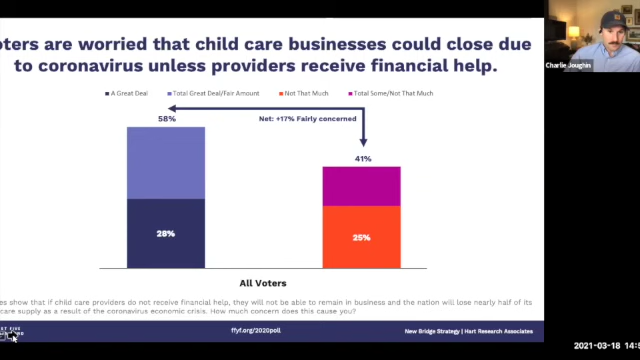 oters are worried that child care businesses could close due
to coronavirus unless providers receive financial help.
Charlie Joughin
A Great Deal Total Great Deal/Fair Amount Not That Much Total Some/Not That Much
58%
Net: +17% Fairly concerned
41%
28%
25%
All Voters
es show that if child care providers do not receive financial help, they will not be able to remain in business and the nation will lose nearly half of its
care supply as a result of the coronavirus economic crisis. How much concern does this cause you?
ffyf.org/2020poll
New Bridge Strategy | Hart Research Associates
2021-03-18 14:5